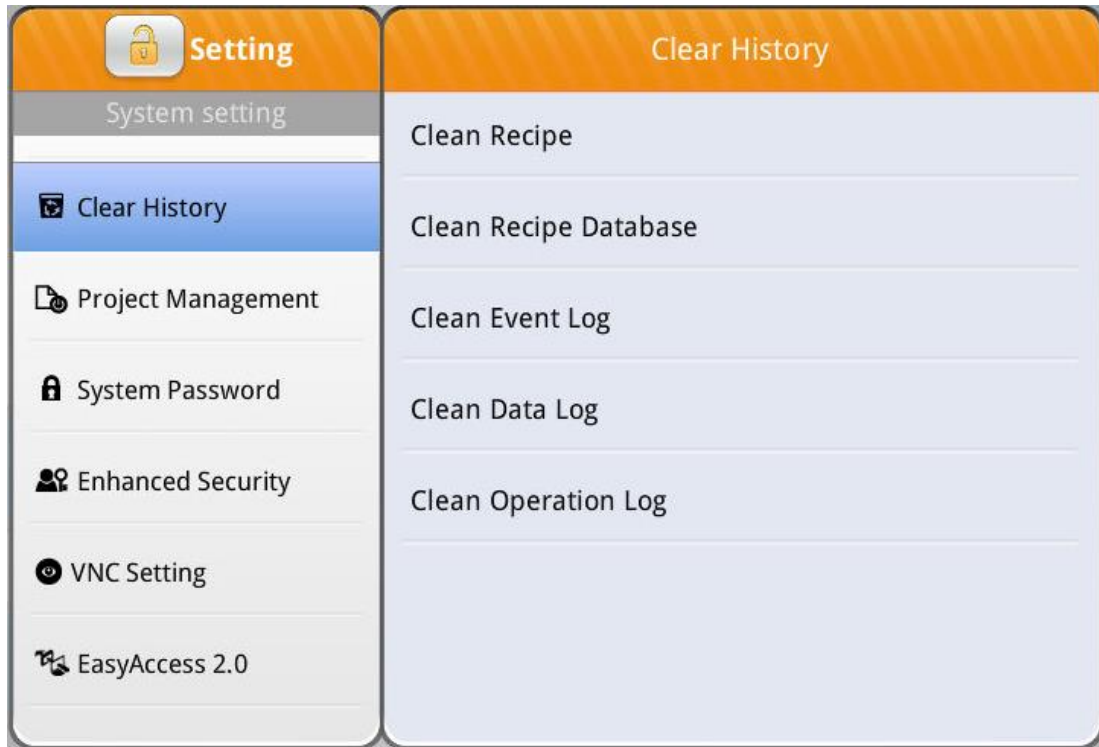 Setting
System setting
Clear History
Project Management
System Password
Enhanced Security
VNC Setting
EasyAccess 2.0
Clear History
Clean Recipe
Clean Recipe Database
Clean Event Log
Clean Data Log
Clean Operation Log